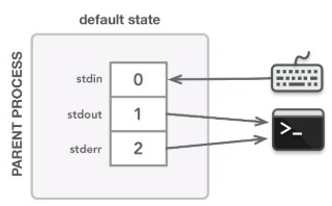 default state
PARENT PROCESS
stdin 0
stdout 1
stderr 2
>_